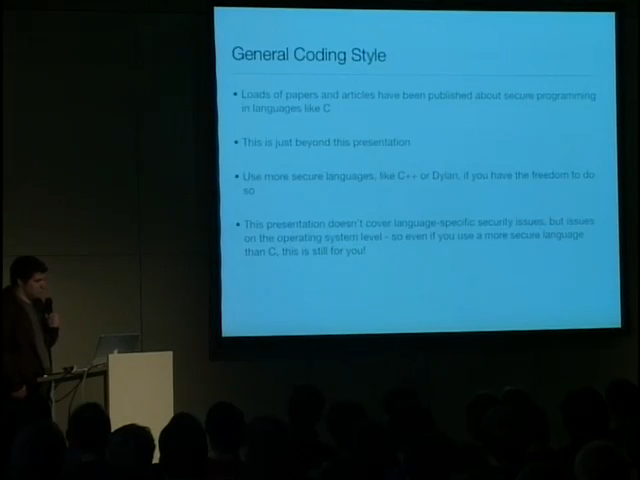 General Coding Style
• Loads of papers and articles have been published about secure programming
in languages like C
• This is just beyond this presentation
• Use more secure languages, like C++ or Dylan, if you have the freedom to do
so
• This presentation doesn't cover language-specific security issues, but issues
on the operating system level - so even if you use a more secure language
than C, this is still for you!